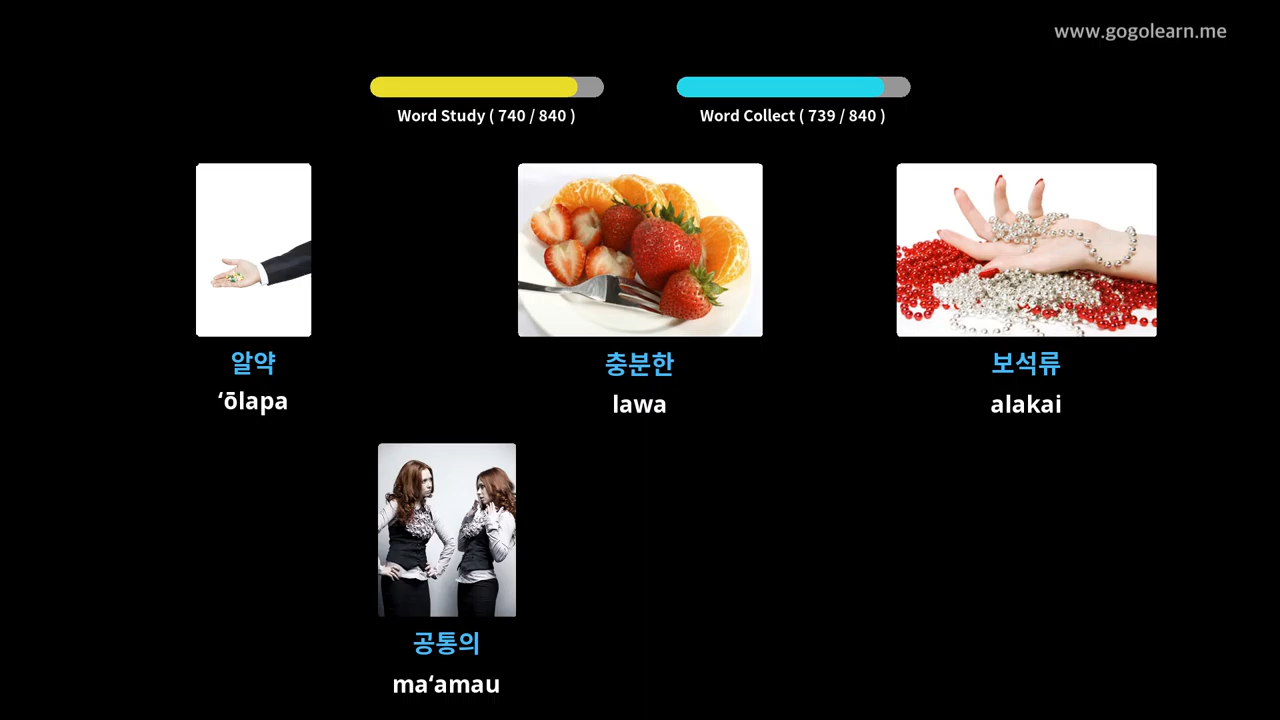 www.gogolearn.me
Word Study ( 740 / 840 )
Word Collect ( 739 / 840 )
알약
ʻōlapa
충분한
lawa
보석류
alakai
공통의
maʻamau